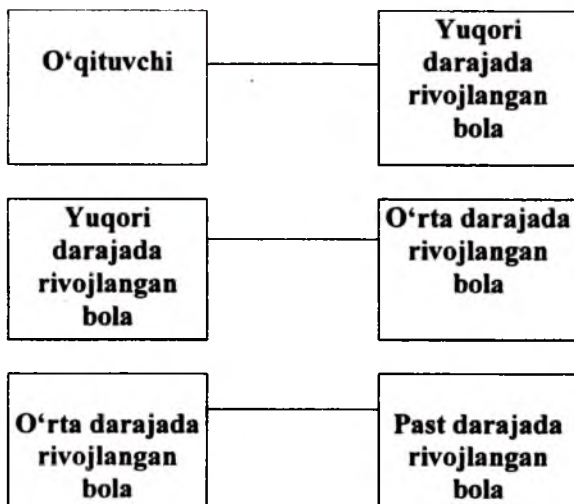 O‘qituvchi
Yuqori
darajada
rivojlangan
bola
Yuqori
darajada
rivojlangan
bola
O‘rta darajada
rivojlangan
bola
O‘rta darajada
rivojlangan
bola
Past darajada
rivojlangan
bola